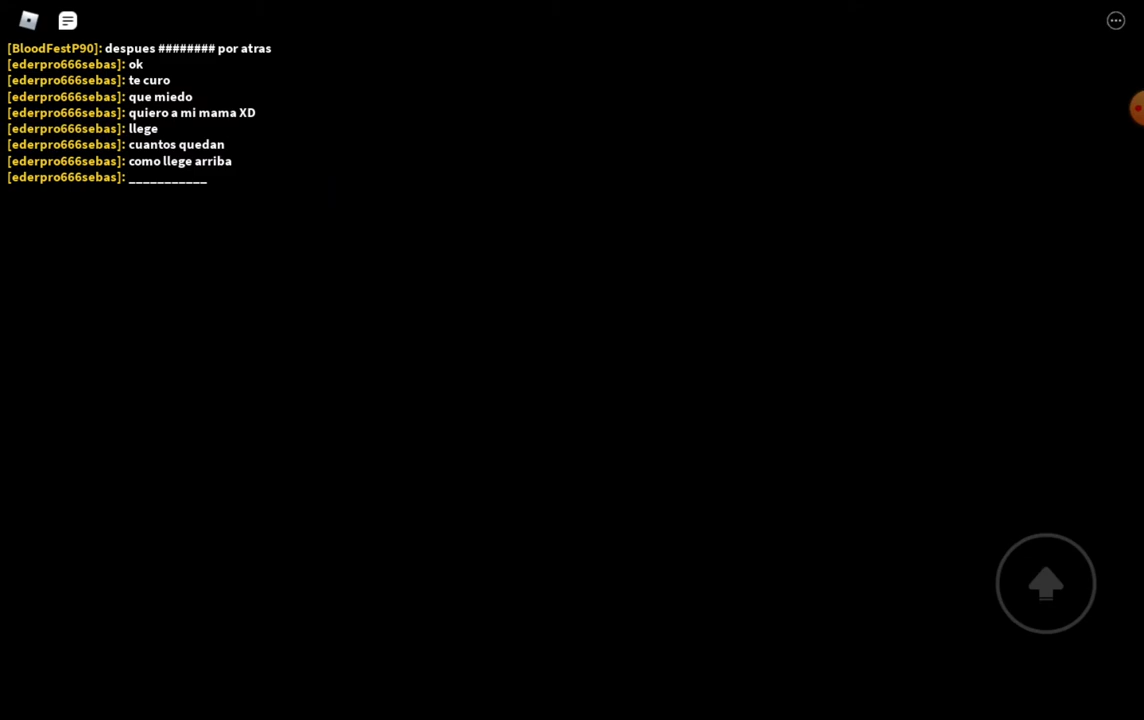 [BloodFestP90]: despues ######## por atras
[ederpro666sebas]: ok
[ederpro666sebas]: te curo
[ederpro666sebas]: que miedo
[ederpro666sebas]: quiero a mi mama XD
[ederpro666sebas]: llege
[ederpro666sebas]: cuantos quedan
[ederpro666sebas]: como llege arriba
[ederpro666sebas]: ___________